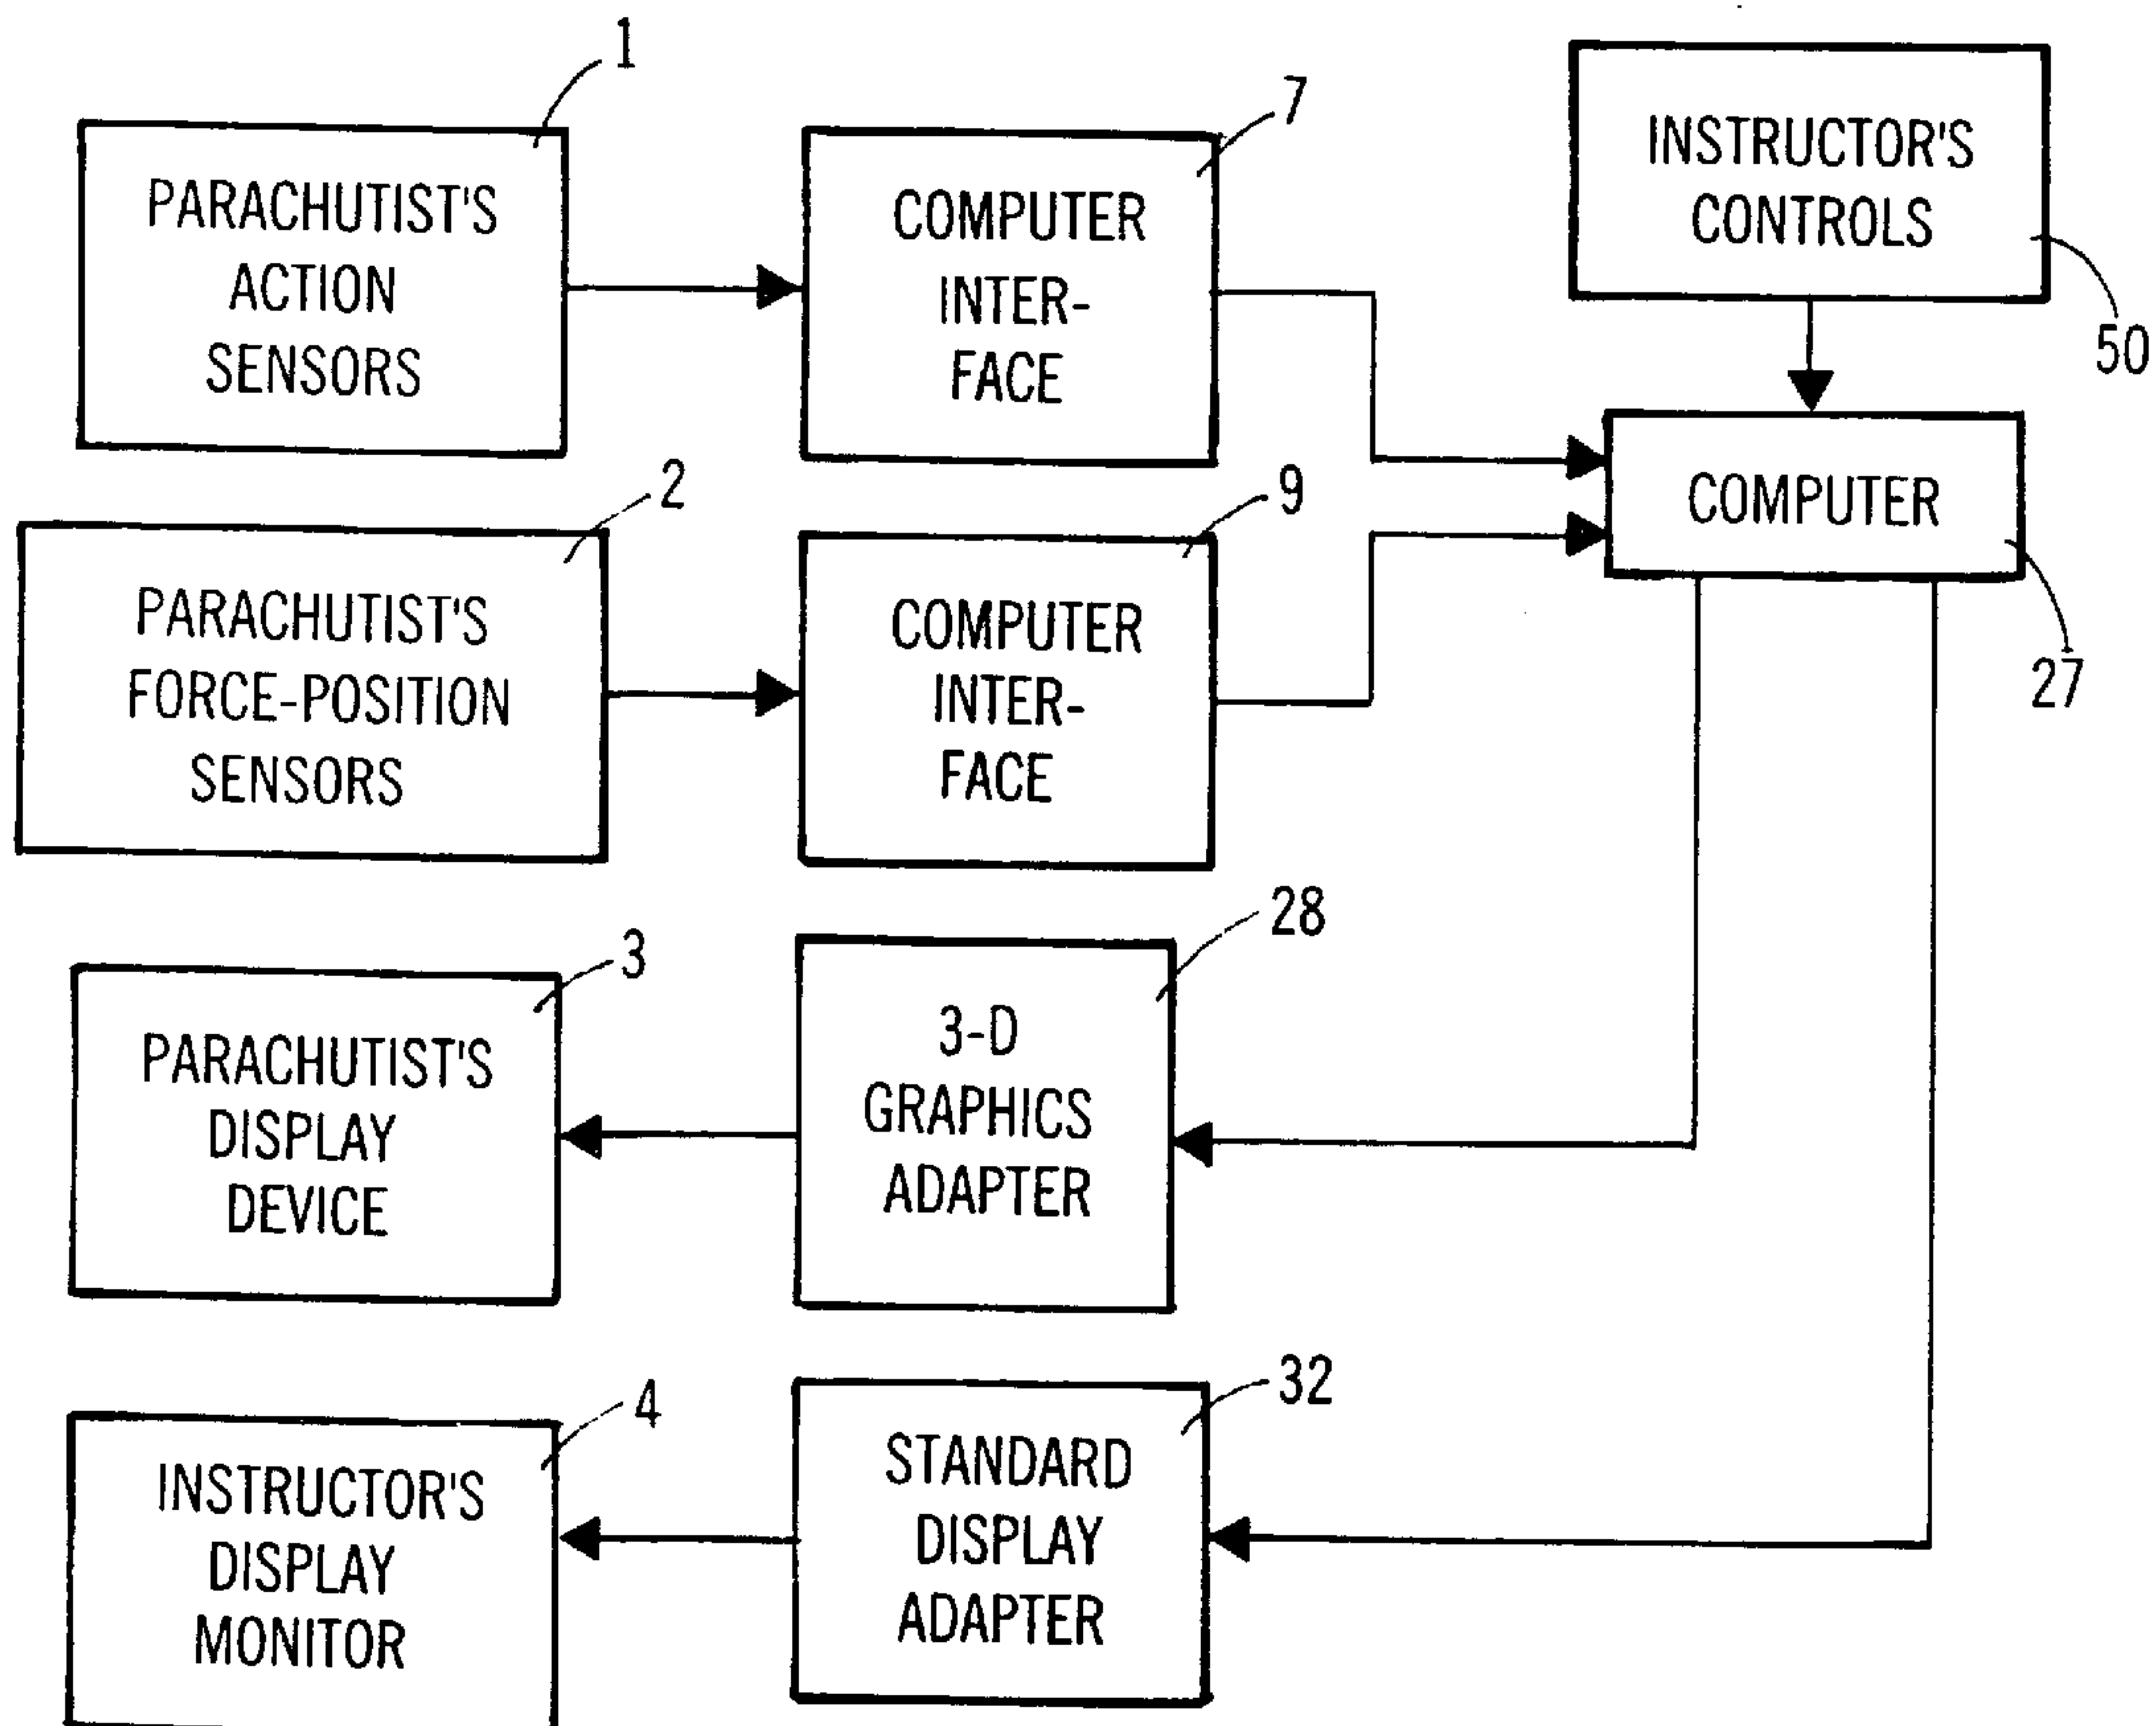 1
PARACHUTIST'S
ACTION
SENSORS
7
COMPUTER
INTER-
FACE
INSTRUCTOR'S
CONTROLS
50
2
PARACHUTIST'S
FORCE-POSITION
SENSORS
9
COMPUTER
INTER-
FACE
COMPUTER
27
3
PARACHUTIST'S
DISPLAY
DEVICE
28
3-D
GRAPHICS
ADAPTER
4
INSTRUCTOR'S
DISPLAY
MONITOR
32
STANDARD
DISPLAY
ADAPTER